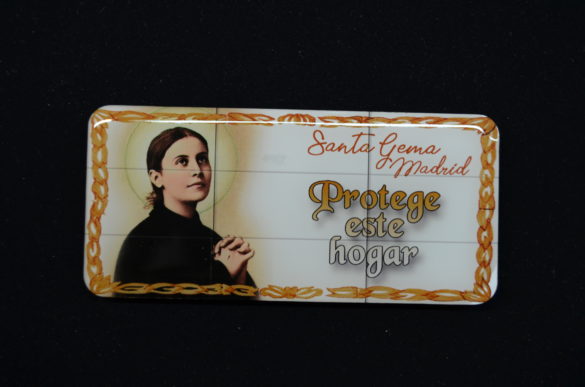 Santa Gema
Madrid
Protege
este
hogar